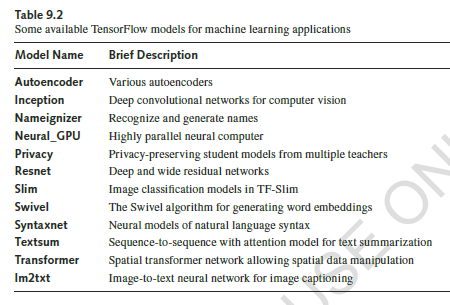 Table 9.2
Some available TensorFlow models for machine learning applications
Model Name Brief Description
Autoencoder Various autoencoders
Inception Deep convolutional networks for computer vision
Nameignizer Recognize and generate names
Neural_GPU Highly parallel neural computer
Privacy Privacy-preserving student models from multiple teachers
Resnet Deep and wide residual networks
Slim Image classification models in TF-Slim
Swivel The Swivel algorithm for generating word embeddings
Syntaxnet Neural models of natural language syntax
Textsum Sequence-to-sequence with attention model for text summarization
Transformer Spatial transformer network allowing spatial data manipulation
Im2txt Image-to-text neural network for image captioning
USE ON